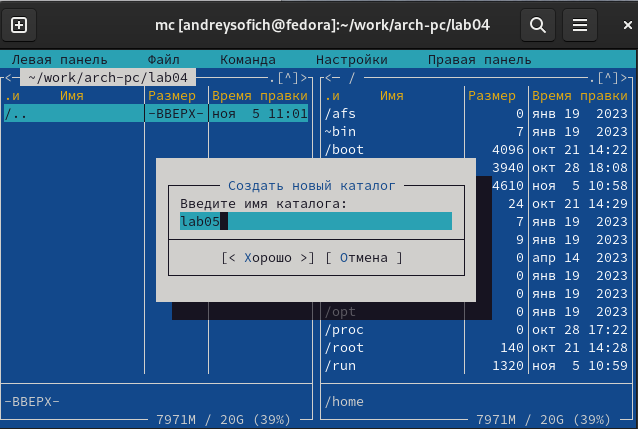 mc [andreysofich@fedora]:~/work/arch-pc/lab04
Левая панель Файл Команда Настройки Правая панель
<─ ~/work/arch-pc/lab04 .[^]>
.и Имя Размер Время правки
/.. -ВВЕРХ- ноя 5 11:01
<─ / .[^]>
.и Имя Размер Время правки
/afs 0 янв 19 2023
~bin 7 янв 19 2023
/boot 4096 окт 21 14:22
3940 окт 28 18:08
4610 ноя 5 10:58
24 окт 21 14:29
7 янв 19 2023
9 янв 19 2023
0 апр 14 2023
0 янв 19 2023
0 янв 19 2023
/opt 0 янв 19 2023
/proc 0 окт 28 17:22
/root 140 окт 21 14:28
/run 1320 ноя 5 10:59
Создать новый каталог
Введите имя каталога:
lab05
[< Хорошо >] [ Отмена ]
-ВВЕРХ-
7971M / 20G (39%)
/home
7971M / 20G (39%)